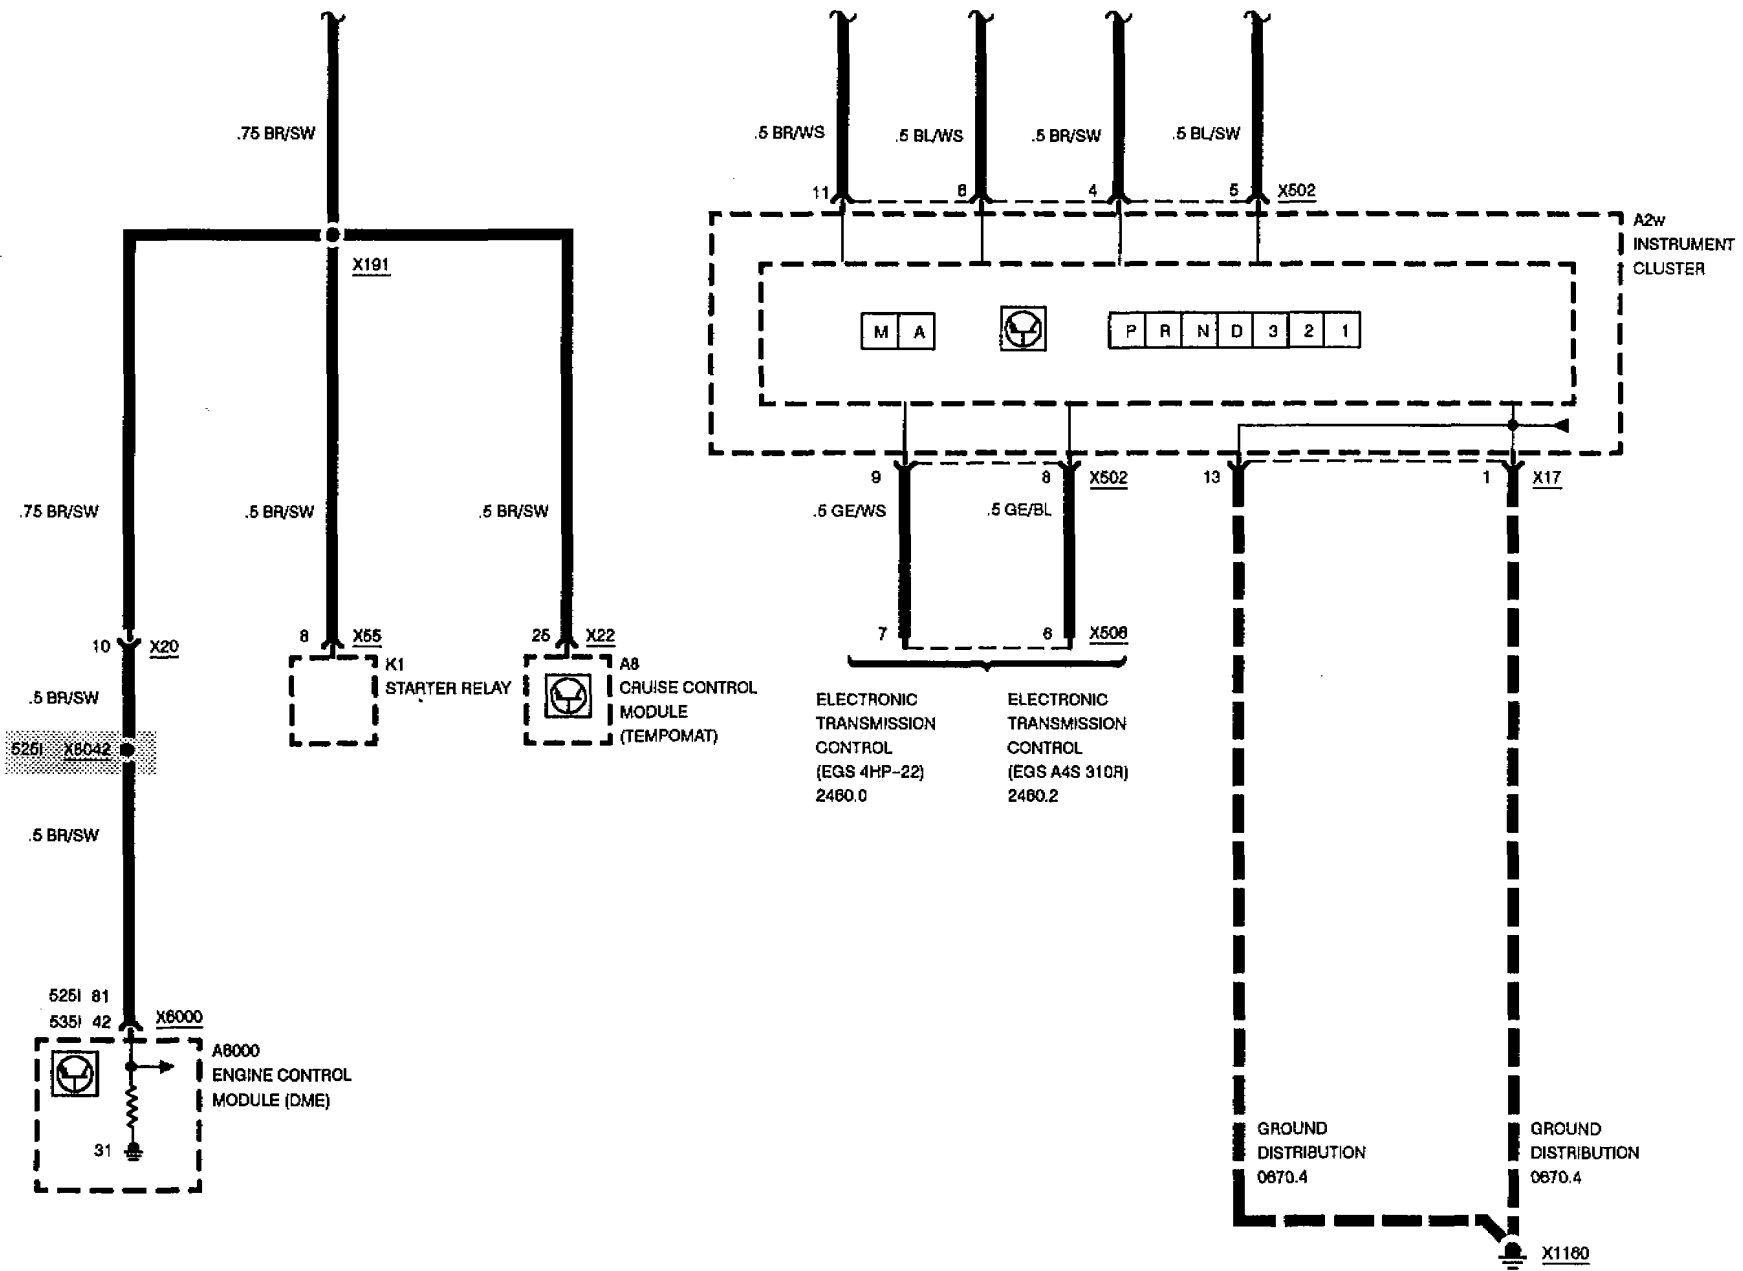 .75 BR/SW
.5 BR/WS
.5 BL/WS
.5 BR/SW
.5 BL/SW
11
6
4
5
X502
A2w
INSTRUMENT
CLUSTER
X191
M A
P R N D 3 2 1
9
8
X502
13
1
X17
.75 BR/SW
.5 BR/SW
.5 BR/SW
.5 GE/WS
.5 GE/BL
10
X20
8
X55
25
X22
7
6
X506
K1
STARTER RELAY
A8
CRUISE CONTROL
MODULE
(TEMPOMAT)
.5 BR/SW
525I X6042
ELECTRONIC
TRANSMISSION
CONTROL
(EGS 4HP-22)
2460.0
ELECTRONIC
TRANSMISSION
CONTROL
(EGS A4S 310R)
2460.2
.5 BR/SW
525I 81
535I 42
X6000
A6000
ENGINE CONTROL
MODULE (DME)
31
GROUND
DISTRIBUTION
0670.4
GROUND
DISTRIBUTION
0670.4
X1160